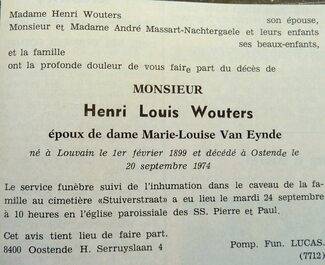 Madame Henri Wouters
son épouse,
Monsieur et Madame André Massart-Nachtergaele et leurs enfants
ses beaux-enfants,
et la famille
ont la profonde douleur de vous faire part du décès de
MONSIEUR
Henri Louis Wouters
époux de dame Marie-Louise Van Eynde
né à Louvain le 1er février 1899 et décédé à Ostende le
20 septembre 1974
Le service funèbre suivi de l'inhumation dans le caveau de la fa-
mille au cimetière «Stuiverstraat» a eu lieu le mardi 24 septembre
à 10 heures en l'église paroissiale des SS. Pierre et Paul.
Cet avis tient lieu de faire part.
8400 Oostende H. Serruyslaan 4
Pomp. Fun. LUCAS.
(7712)